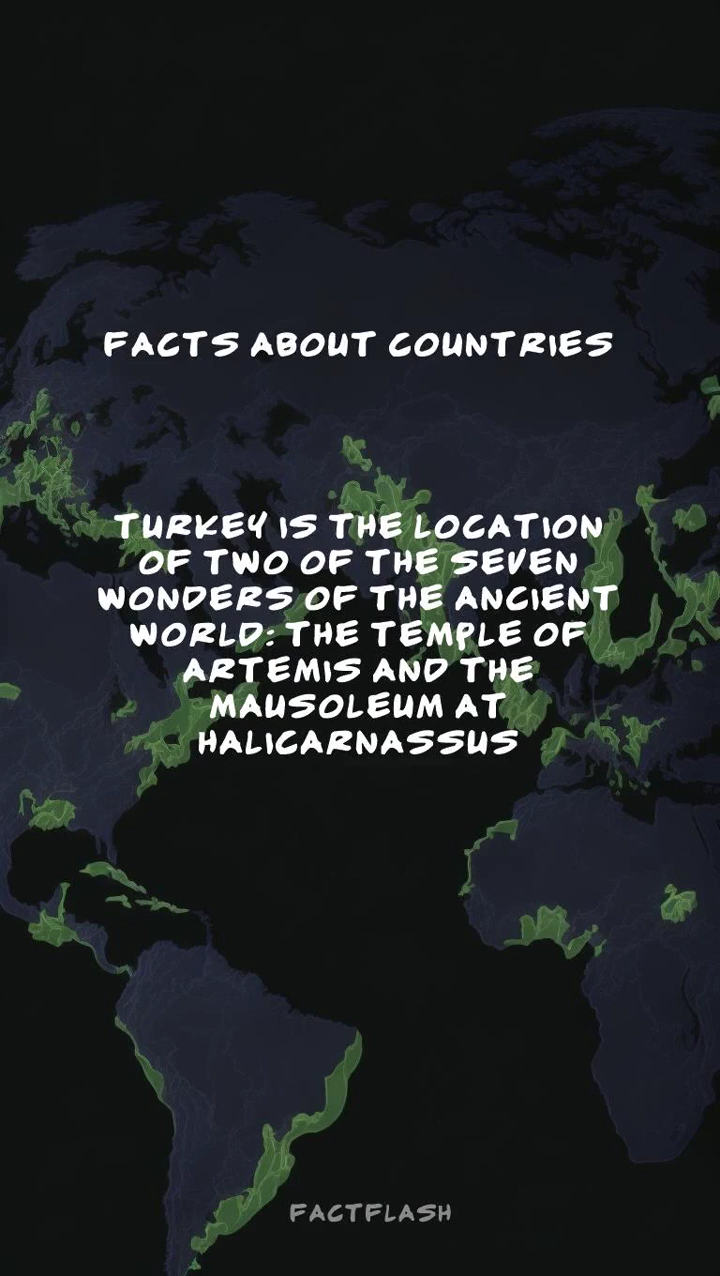 FACTS ABOUT COUNTRIES
TURKEY IS THE LOCATION
OF TWO OF THE SEVEN
WONDERS OF THE ANCIENT
WORLD: THE TEMPLE OF
ARTEMIS AND THE
MAUSOLEUM AT
HALICARNASSUS
FACTFLASH